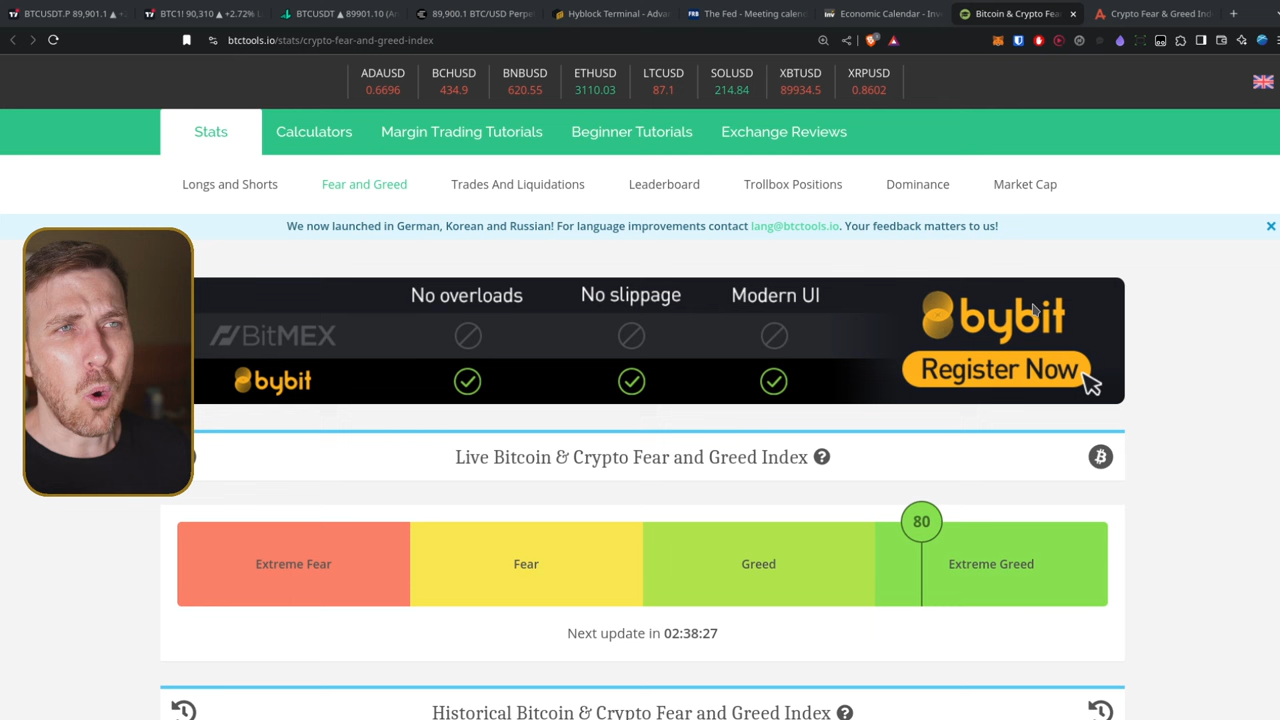 BTCUSDT.P 89,901.1 ▲ +2.
BTC1! 90,310 ▲ +2.72%
BTCUSDT ▲ 89901.10 (A
89,900.1 BTC/USD Perpe
Hyblock Terminal - Adva
The Fed - Meeting calen
Economic Calendar - Inv
Bitcoin & Crypto Fea
Crypto Fear & Greed Ind
btctools.io/stats/crypto-fear-and-greed-index
ADAUSD BCHUSD BNBUSD ETHUSD LTCUSD SOLUSD XBTUSD XRPUSD
0.6696 434.9 620.55 3110.03 87.1 214.84 89934.5 0.8602
Stats Calculators Margin Trading Tutorials Beginner Tutorials Exchange Reviews
Longs and Shorts Fear and Greed Trades And Liquidations Leaderboard Trollbox Positions Dominance Market Cap
We now launched in German, Korean and Russian! For language improvements contact lang@btctools.io. Your feedback matters to us!
No overloads No slippage Modern UI
BitMEX
bybit
bybit
Register Now
Live Bitcoin & Crypto Fear and Greed Index
80
Extreme Fear Fear Greed Extreme Greed
Next update in 02:38:27
Historical Bitcoin & Crypto Fear and Greed Index